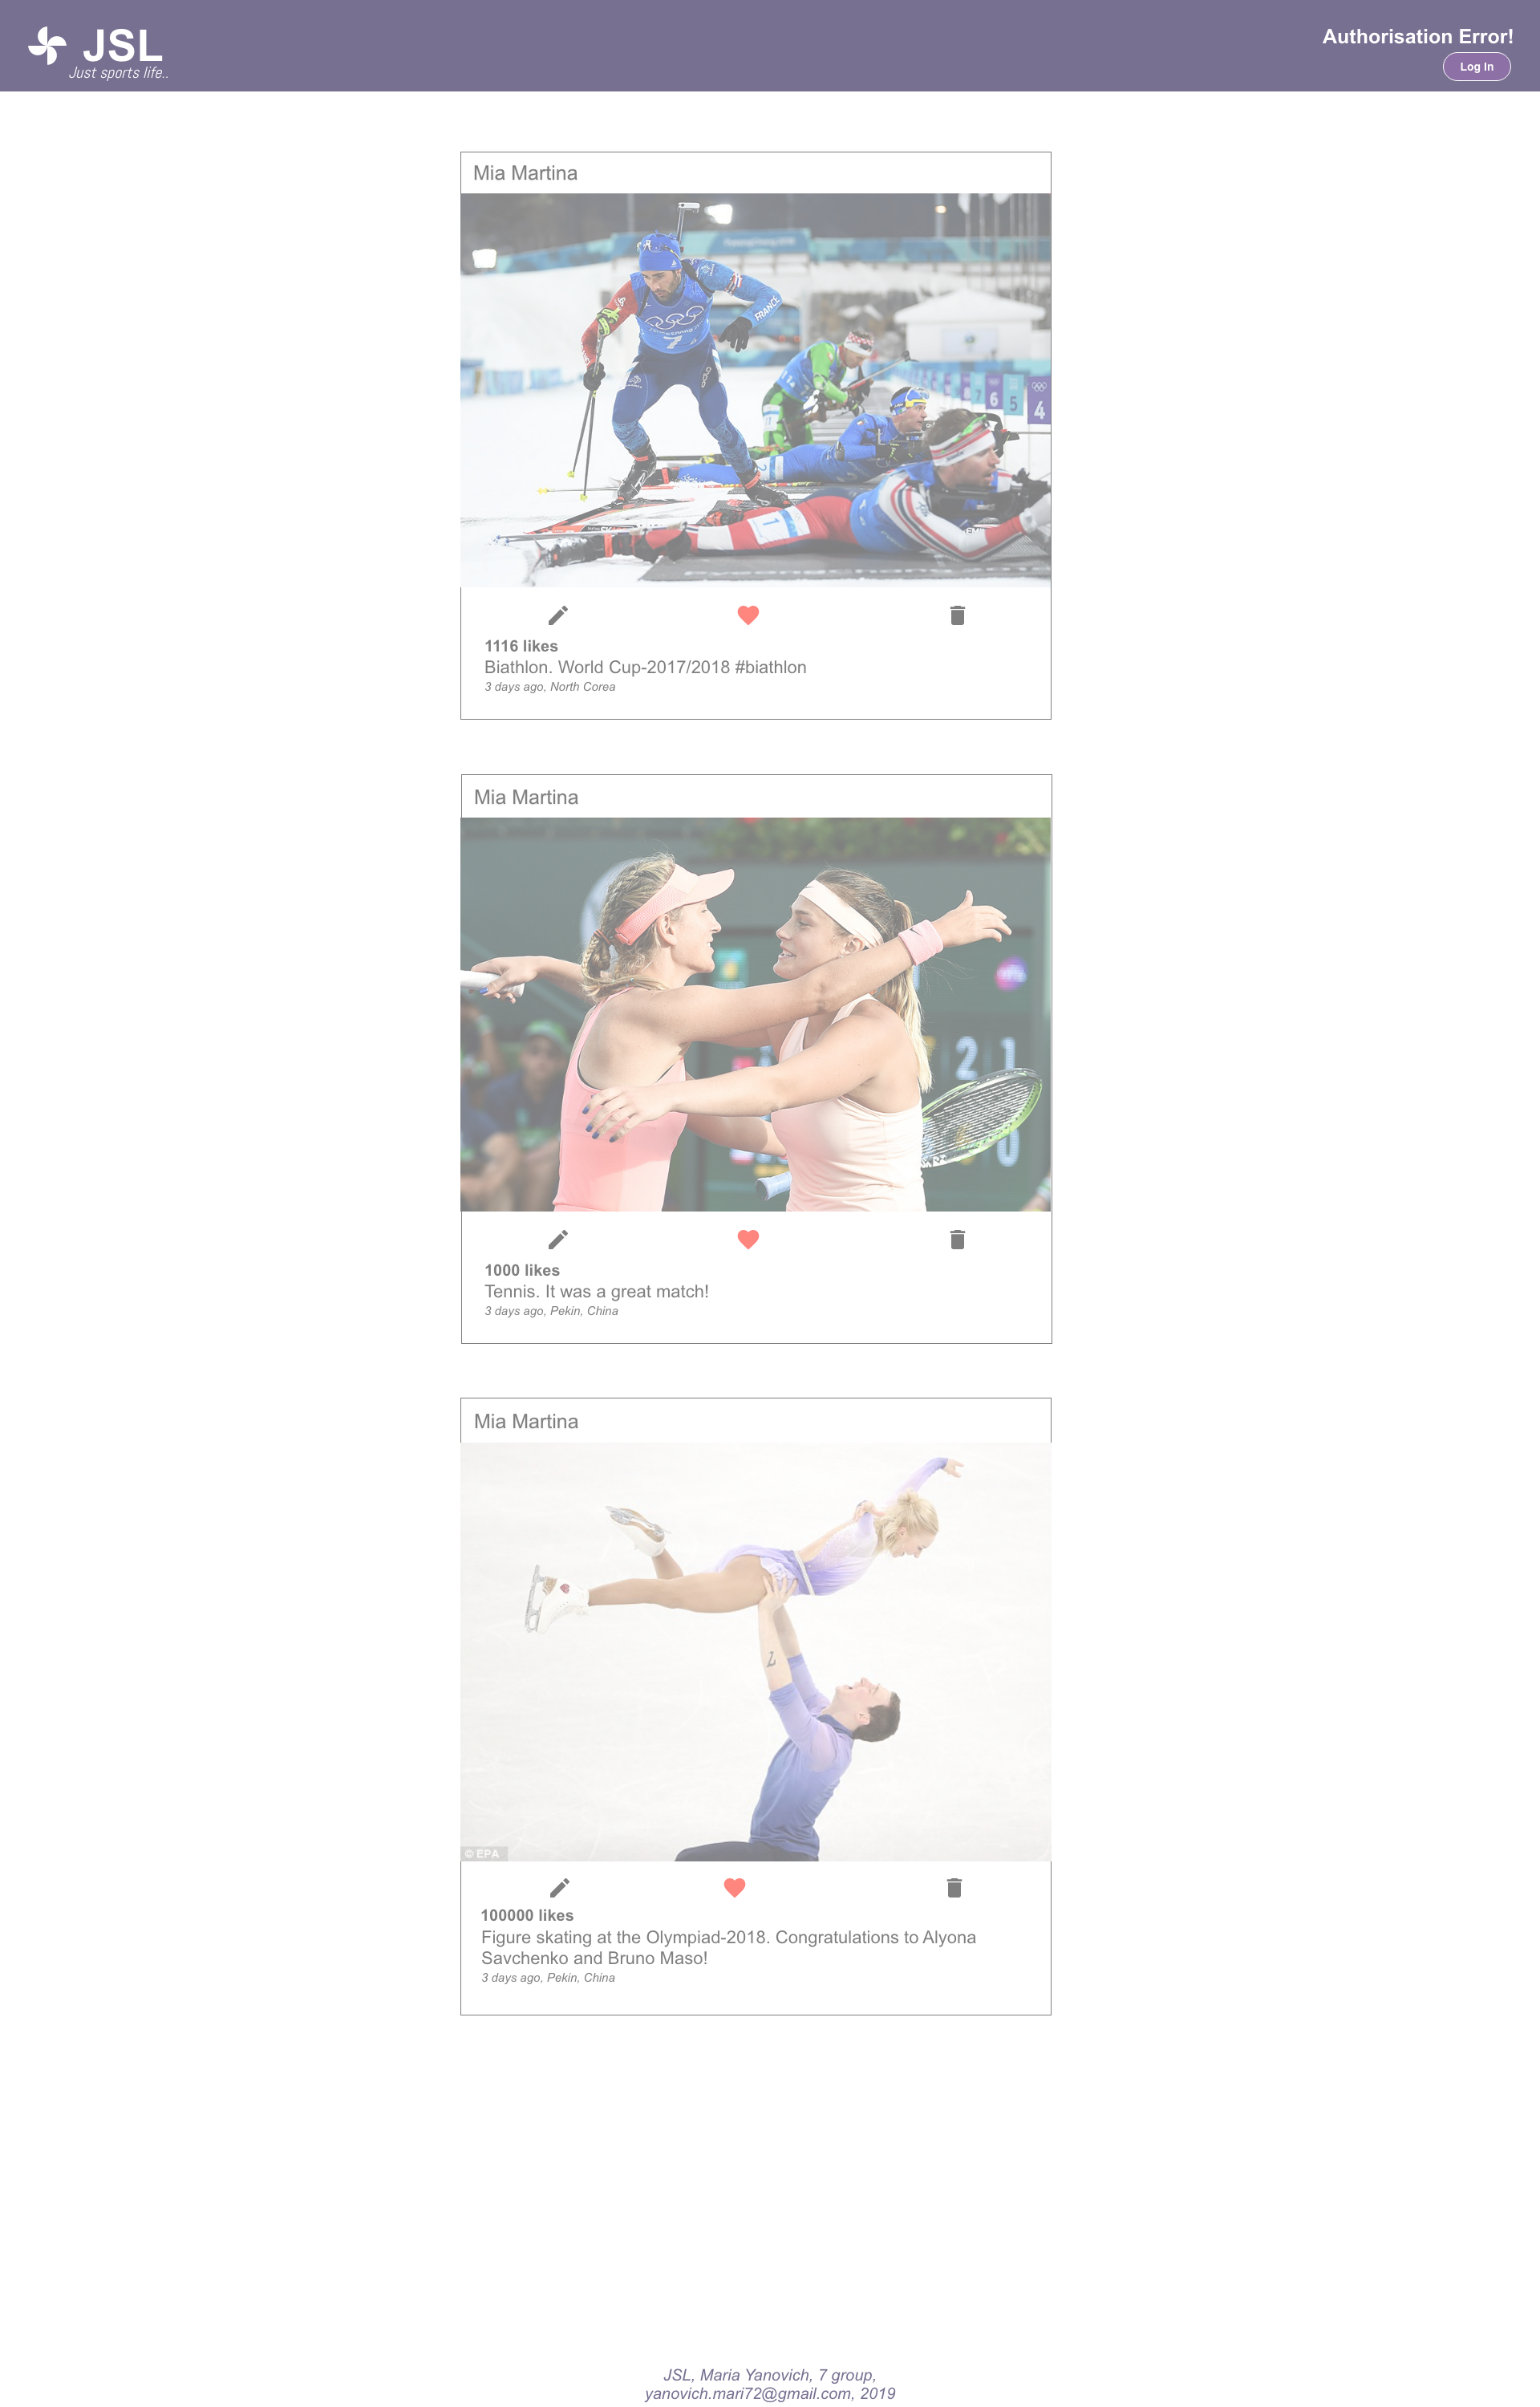 JSL
Just sports life..
Authorisation Error!
Log In
Mia Martina
FRANCE
7
1
6
5
4
1116 likes
Biathlon. World Cup-2017/2018 #biathlon
3 days ago, North Corea
Mia Martina
2 1
0
1000 likes
Tennis. It was a great match!
3 days ago, Pekin, China
Mia Martina
© EPA
100000 likes
Figure skating at the Olympiad-2018. Congratulations to Alyona
Savchenko and Bruno Maso!
3 days ago, Pekin, China
JSL, Maria Yanovich, 7 group,
yanovich.mari72@gmail.com, 2019